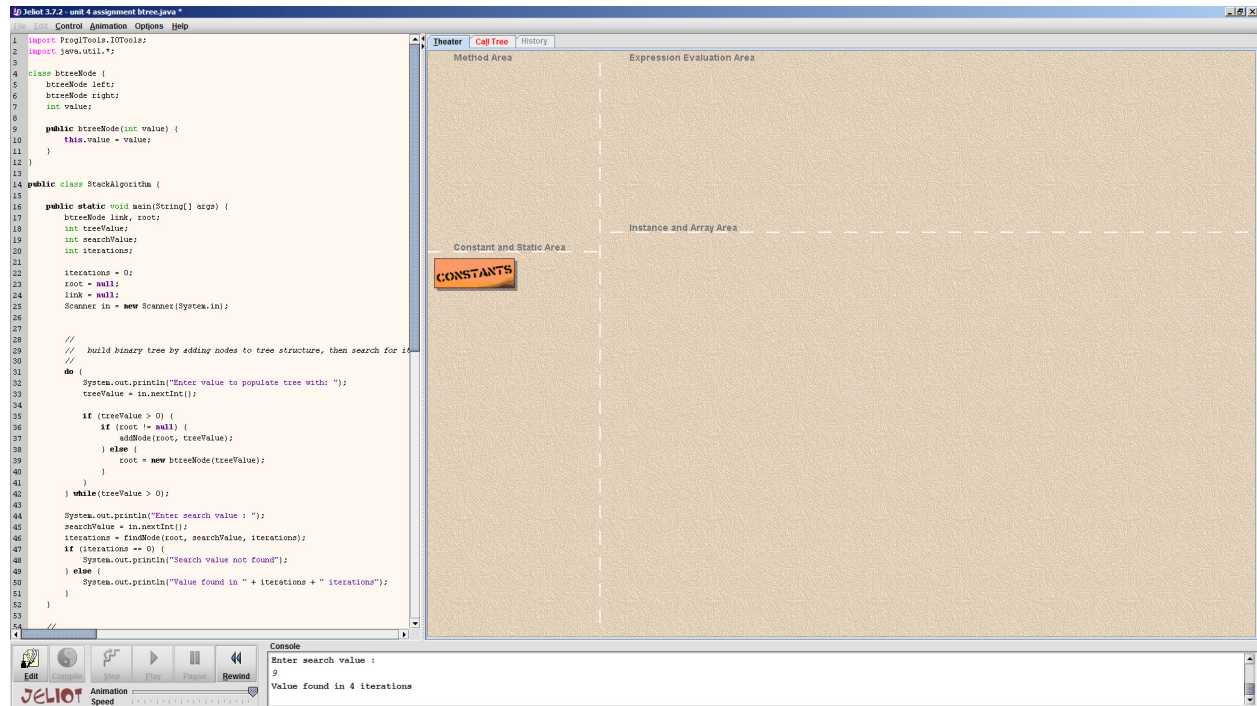 Jeliot 3.7.2 - unit 4 assignment btree.java *
File Edit Control Animation Options Help
1 import Prog1Tools.IOTools;
2 import java.util.*;
3
4 class btreeNode {
5 btreeNode left;
6 btreeNode right;
7 int value;
8
9 public btreeNode(int value) {
10 this.value = value;
11 }
12 }
13
14 public class StackAlgorithm {
15
16 public static void main(String[] args) {
17 btreeNode link, root;
18 int treeValue;
19 int searchValue;
20 int iterations;
21
22 iterations = 0;
23 root = null;
24 link = null;
25 Scanner in = new Scanner(System.in);
26
27
28 //
29 // build binary tree by adding nodes to tree structure, then search for it
30 //
31 do {
32 System.out.println("Enter value to populate tree with: ");
33 treeValue = in.nextInt();
34
35 if (treeValue > 0) {
36 if (root != null) {
37 addNode(root, treeValue);
38 } else {
39 root = new btreeNode(treeValue);
40 }
41 }
42 } while(treeValue > 0);
43
44 System.out.println("Enter search value : ");
45 searchValue = in.nextInt();
46 iterations = findNode(root, searchValue, iterations);
47 if (iterations == 0) {
48 System.out.println("Search value not found");
49 } else {
50 System.out.println("Value found in " + iterations + " iterations");
51 }
52 }
53
54 //
Theater Call Tree History
Method Area Expression Evaluation Area
Instance and Array Area
Constant and Static Area
CONSTANTS
Edit Compile Step Play Pause Rewind
JELIOT Animation Speed
Console
Enter search value :
9
Value found in 4 iterations